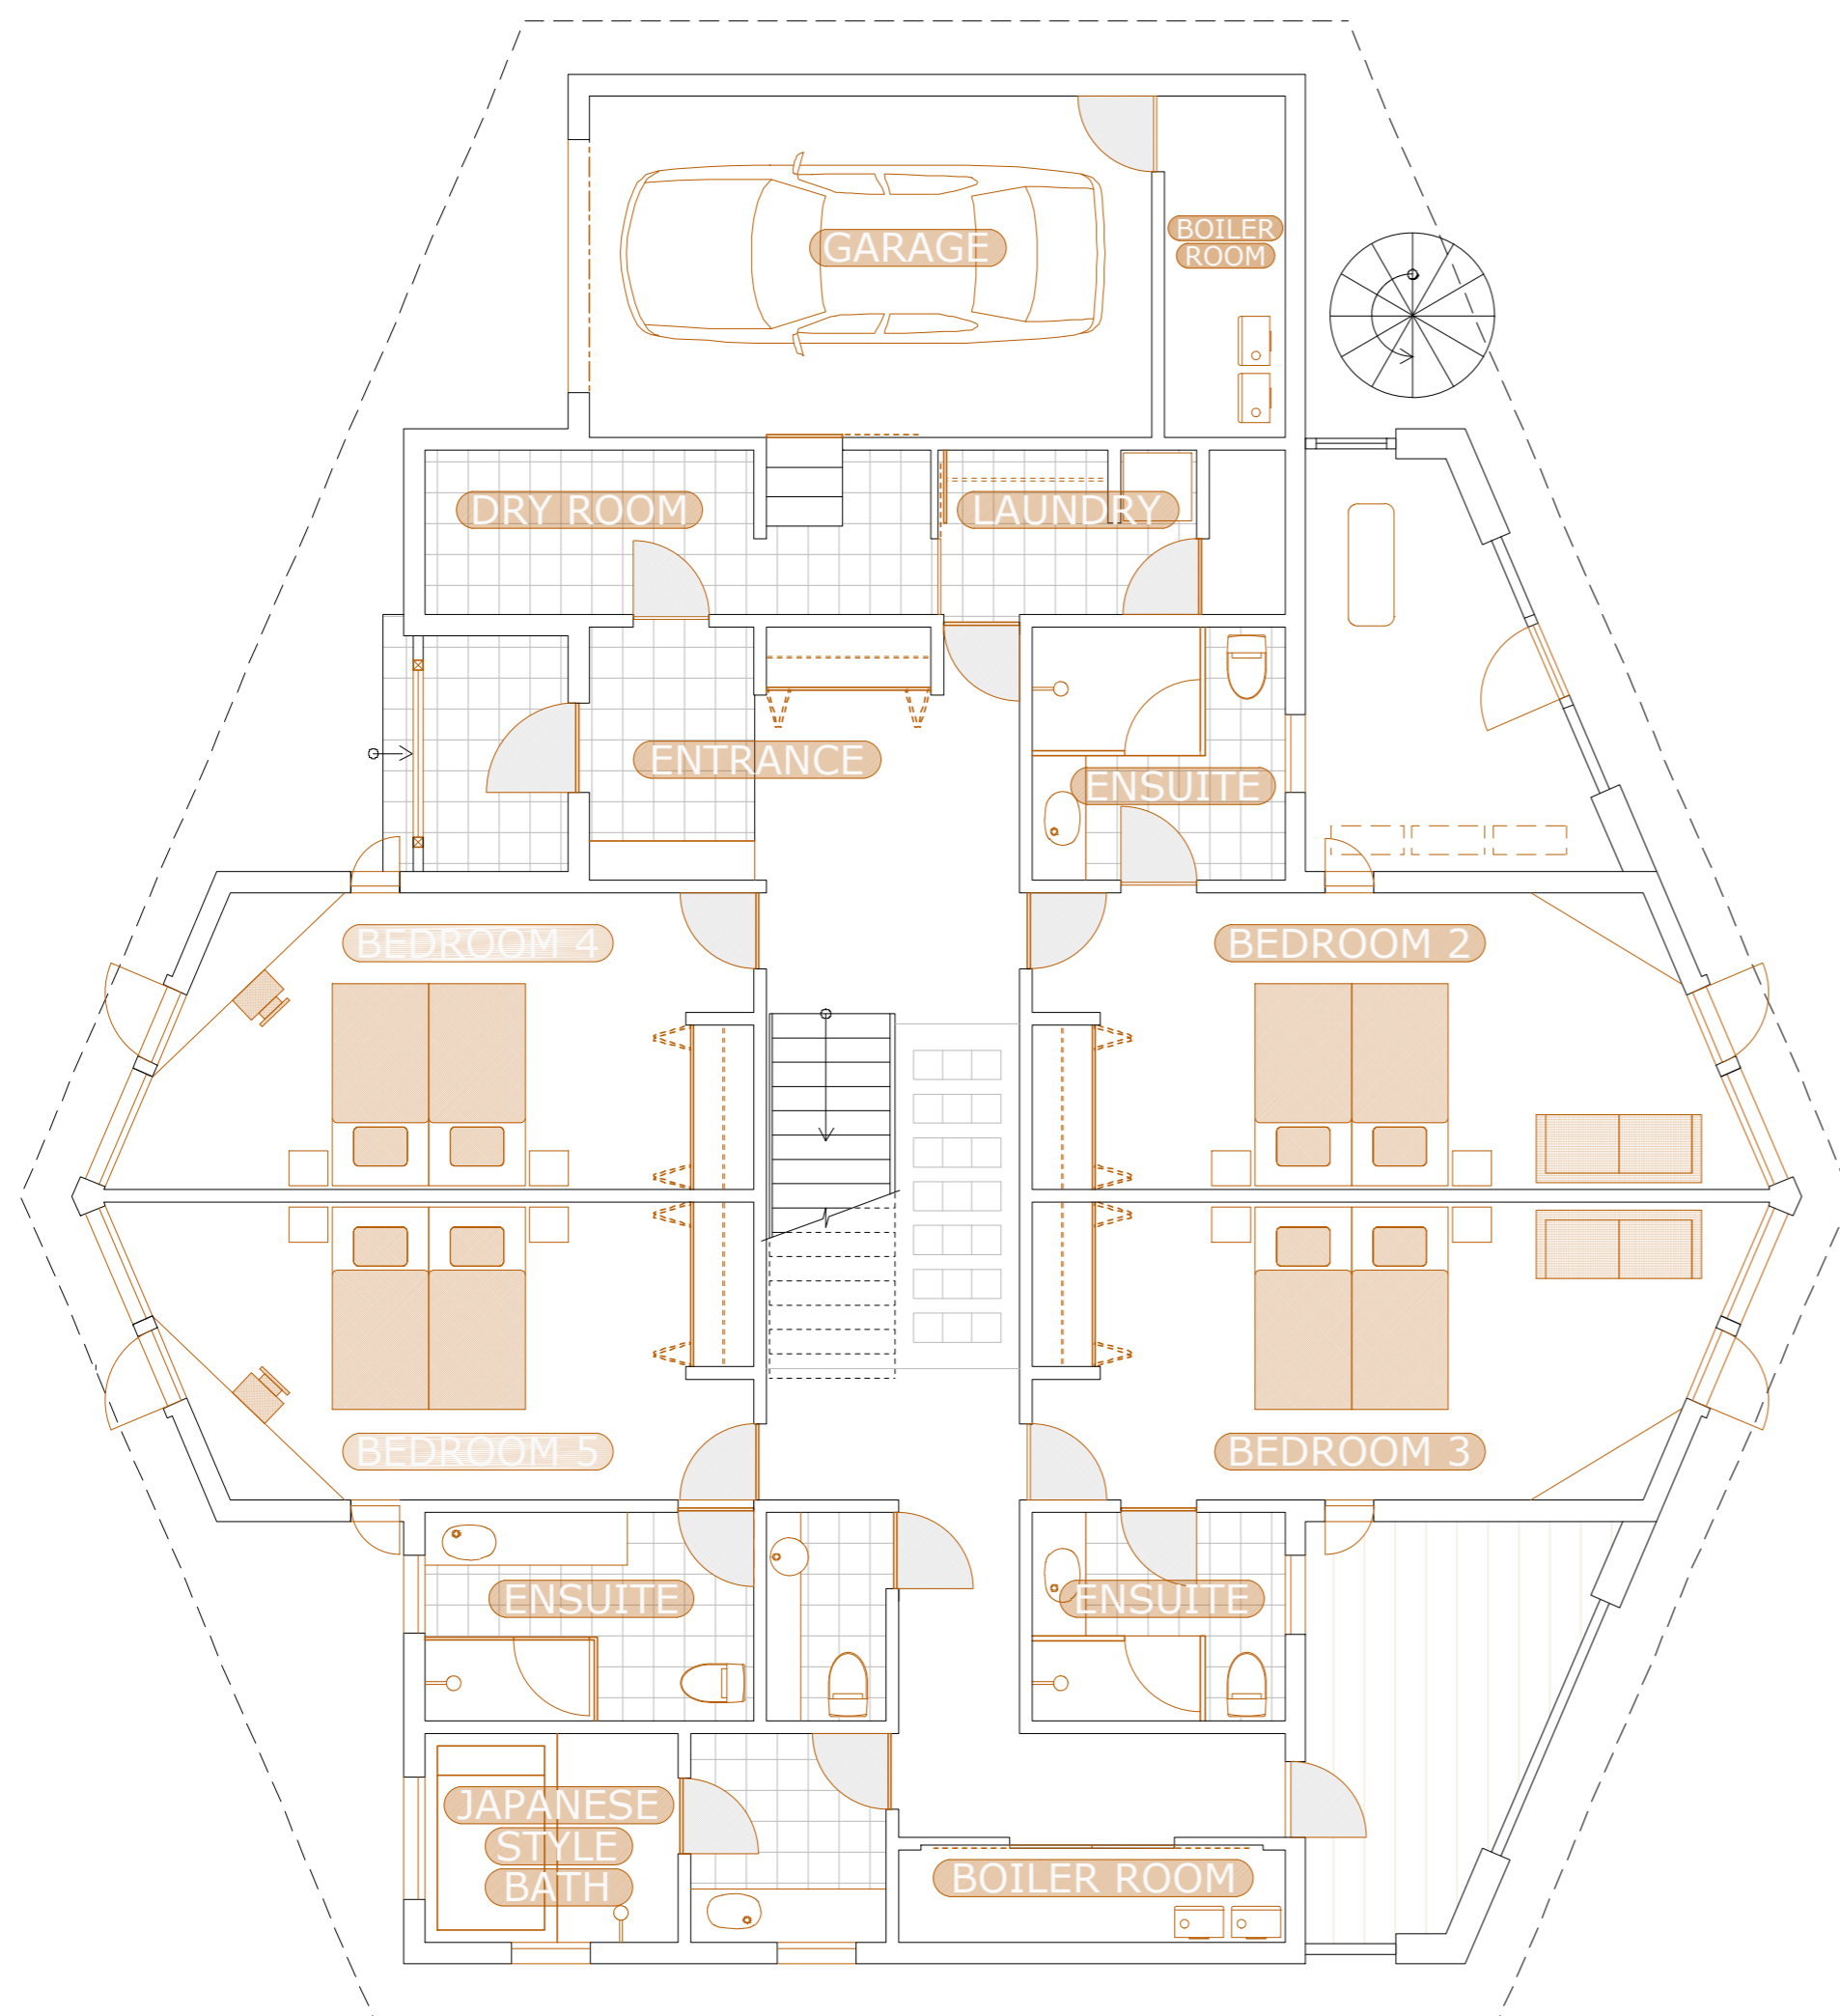 GARAGE
BOILER
ROOM
DRY ROOM
LAUNDRY
ENTRANCE
ENSUITE
BEDROOM 4
BEDROOM 2
BEDROOM 5
BEDROOM 3
ENSUITE
ENSUITE
JAPANESE
STYLE
BATH
BOILER ROOM